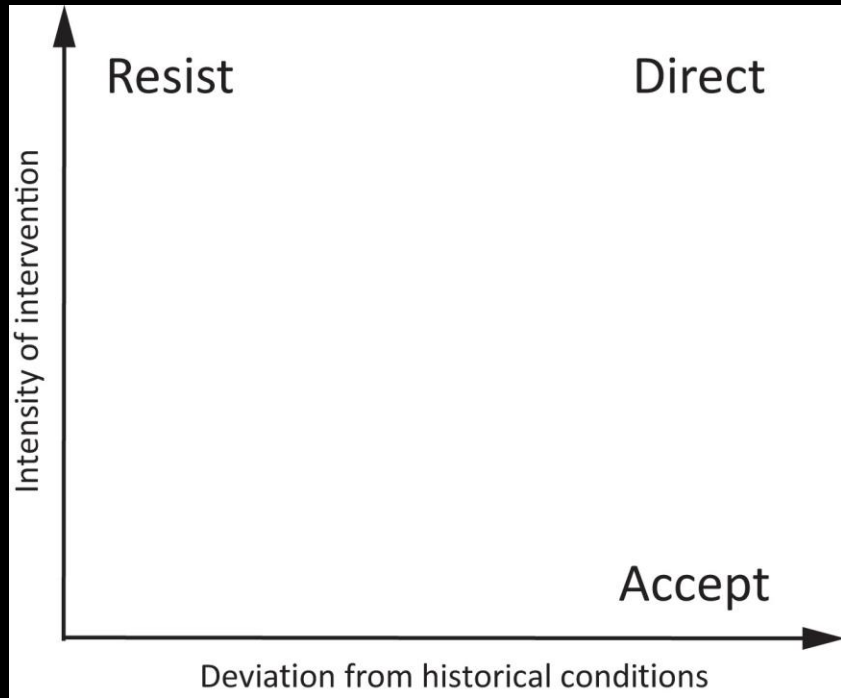 Resist
Direct
Intensity of intervention
Accept
Deviation from historical conditions